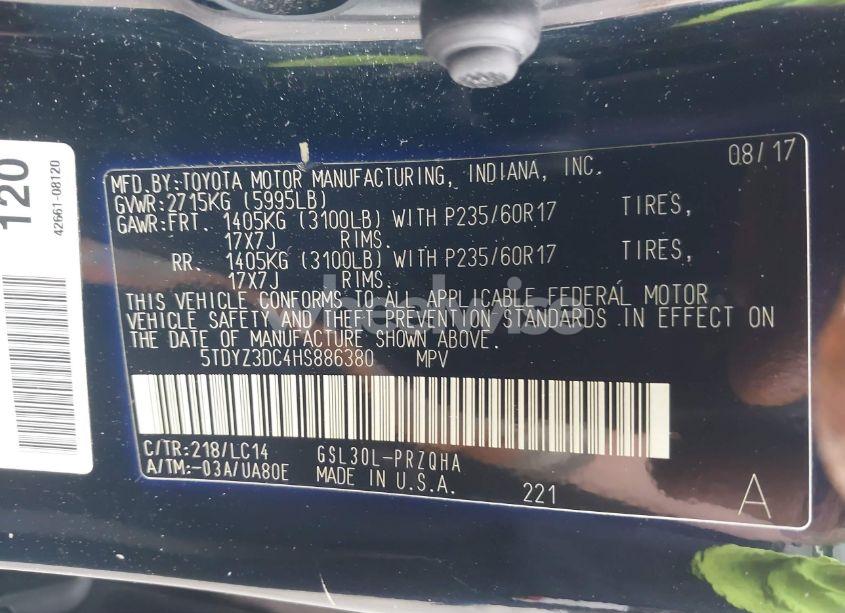 120
42661-08120
MFD.BY:TOYOTA MOTOR MANUFACTURING, INDIANA, INC. 08/17
GVWR:2715KG (5995LB)
GAWR:FRT. 1405KG (3100LB) WITH P235/60R17 TIRES,
17X7J RIMS.
RR. 1405KG (3100LB) WITH P235/60R17 TIRES,
17X7J RIMS.
THIS VEHICLE CONFORMS TO ALL APPLICABLE FEDERAL MOTOR
VEHICLE SAFETY AND THEFT PREVENTION STANDARDS IN EFFECT ON
THE DATE OF MANUFACTURE SHOWN ABOVE.
5TDYZ3DC4HS886380 MPV
C/TR:218/LC14 GSL30L-PRZQHA
A/TM:-03A/UA80E MADE IN U.S.A. 221 A